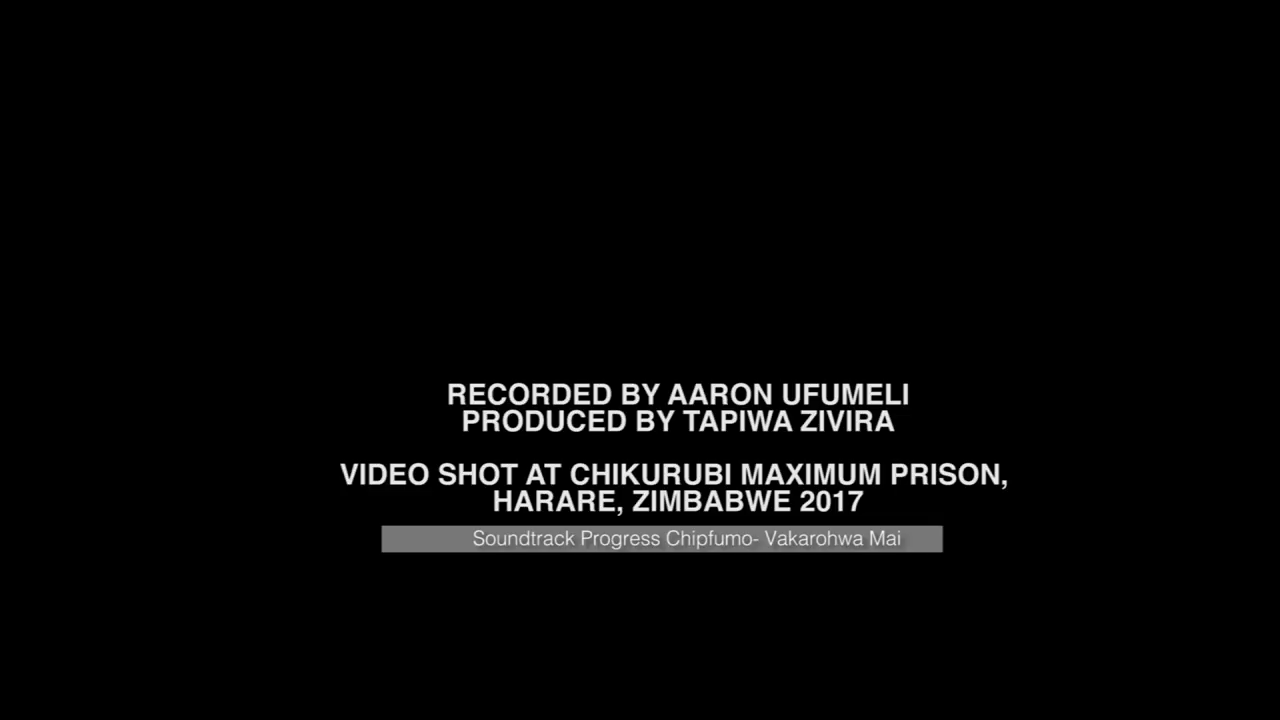 RECORDED BY AARON UFUMELI
PRODUCED BY TAPIWA ZIVIRA
VIDEO SHOT AT CHIKURUBI MAXIMUM PRISON,
HARARE, ZIMBABWE 2017
Soundtrack Progress Chipfumo- Vakarohwa Mai